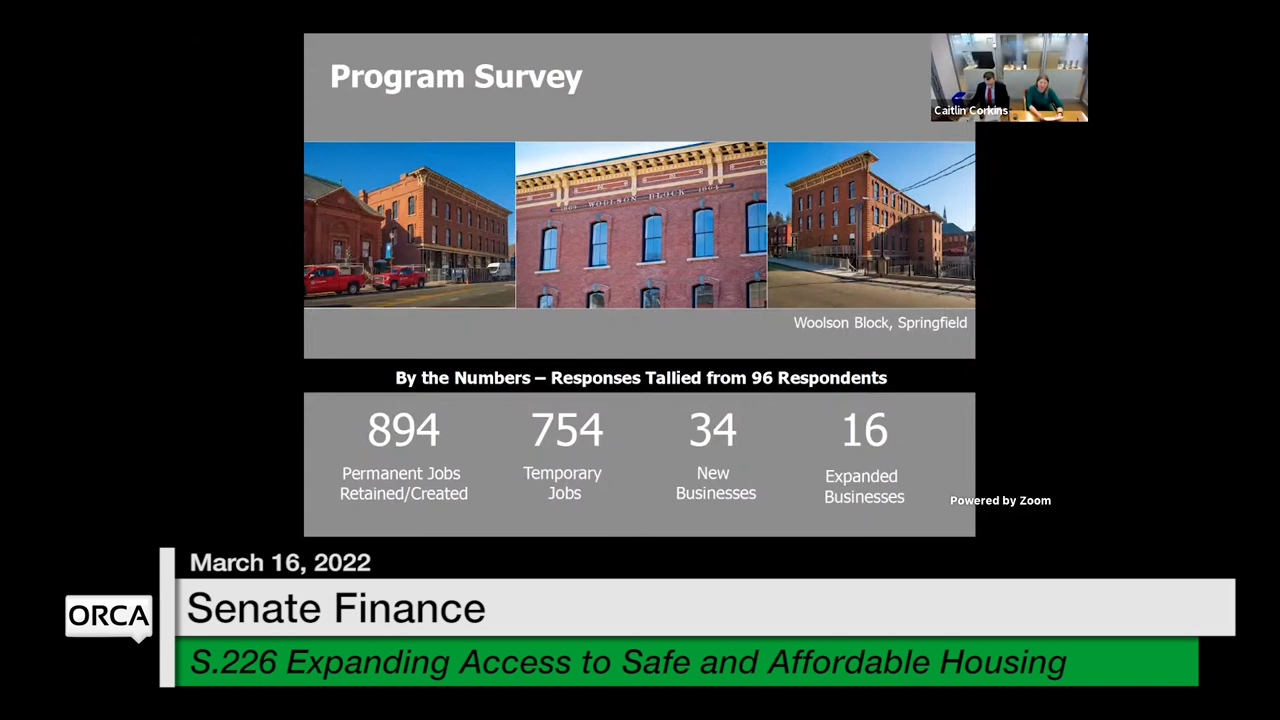 Program Survey
Caitlin Corkins
WOOLSON BLOCK
Woolson Block, Springfield
By the Numbers – Responses Tallied from 96 Respondents
894
754
34
16
Permanent Jobs
Retained/Created
Temporary
Jobs
New
Businesses
Expanded
Businesses
Powered by Zoom
March 16, 2022
ORCA
Senate Finance
S.226 Expanding Access to Safe and Affordable Housing